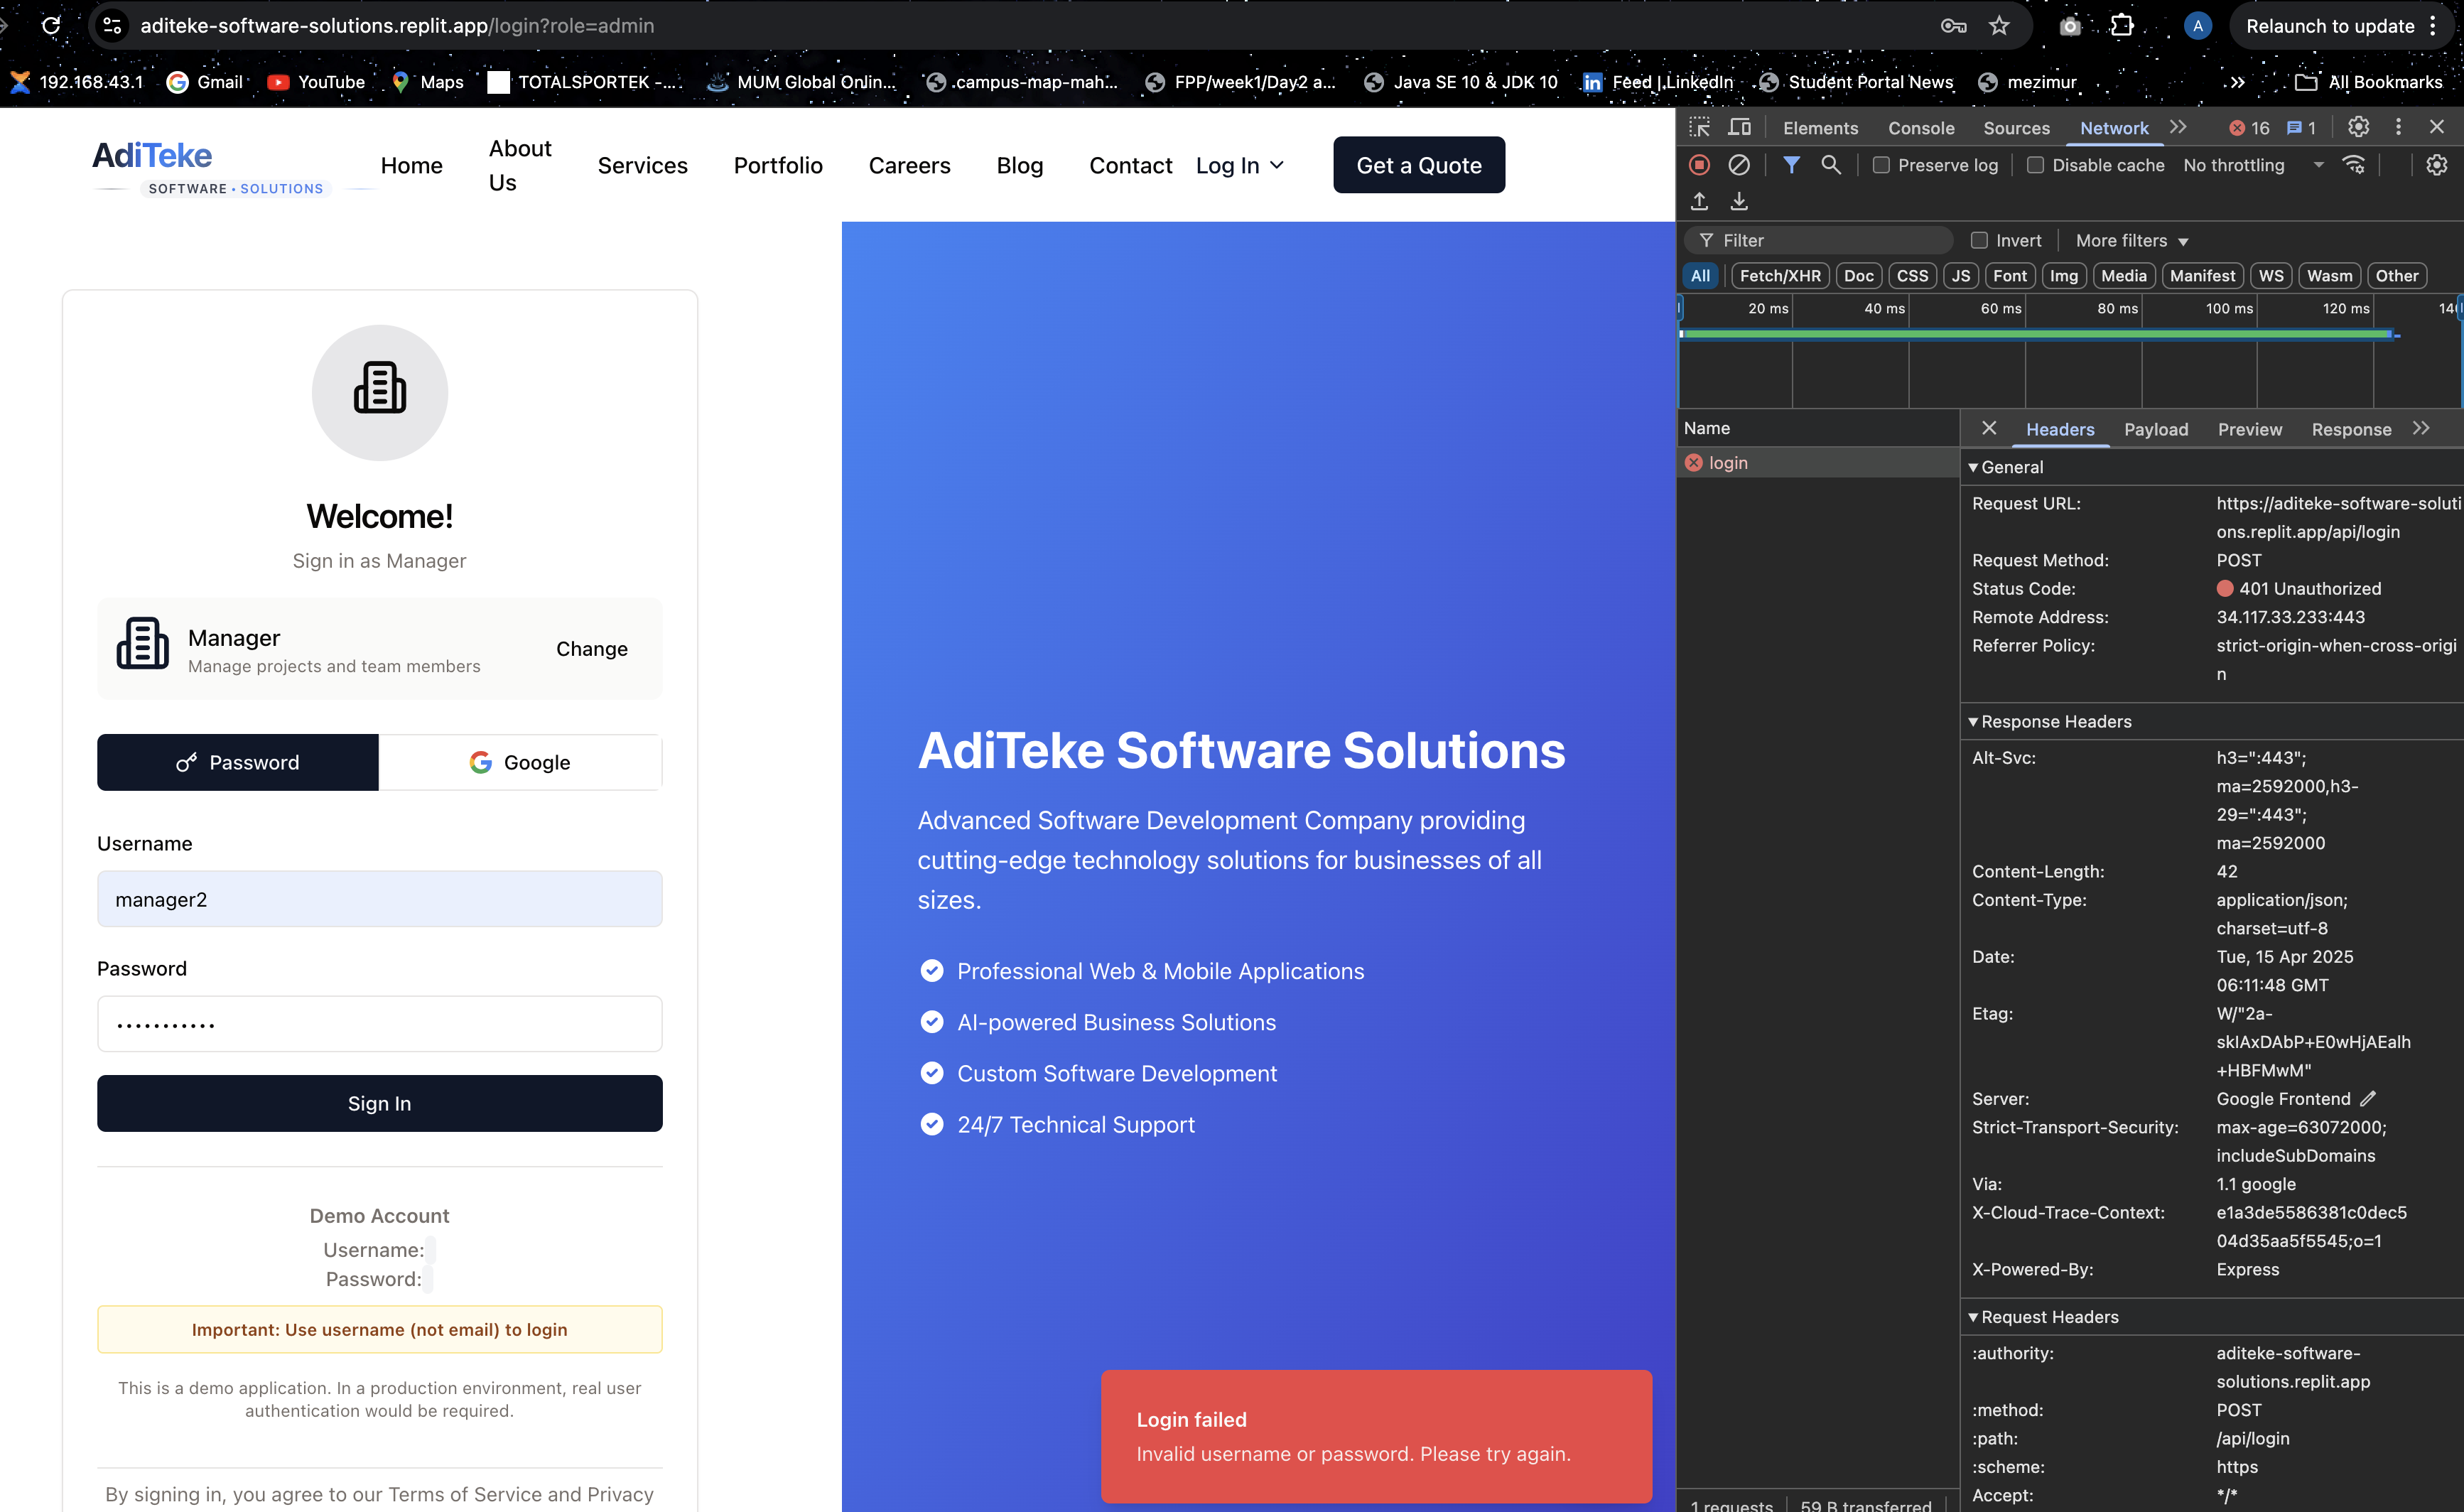 aditeke-software-solutions.replit.app/login?role=admin
A
Relaunch to update
192.168.43.1 Gmail YouTube Maps TOTALSPORTEK -... MUM Global Onlin... .campus-map-mah... FPP/week1/Day2 a... Java SE 10 & JDK 10 Feed | LinkedIn Student Portal News mezimur All Bookmarks
AdiTeke
SOFTWARE • SOLUTIONS
Home
About Us
Services
Portfolio
Careers
Blog
Contact
Log In
Get a Quote
Welcome!
Sign in as Manager
Manager
Manage projects and team members
Change
Password
Google
Username
manager2
Password
•••••••••••
Sign In
Demo Account
Username:
Password:
Important: Use username (not email) to login
This is a demo application. In a production environment, real user
authentication would be required.
By signing in, you agree to our Terms of Service and Privacy
AdiTeke Software Solutions
Advanced Software Development Company providing
cutting-edge technology solutions for businesses of all
sizes.
Professional Web & Mobile Applications
AI-powered Business Solutions
Custom Software Development
24/7 Technical Support
Login failed
Invalid username or password. Please try again.
Elements Console Sources Network 16 1
Preserve log Disable cache No throttling
Filter Invert More filters
All Fetch/XHR Doc CSS JS Font Img Media Manifest WS Wasm Other
20 ms 40 ms 60 ms 80 ms 100 ms 120 ms
Name
login
Headers Payload Preview Response
General
Request URL: https://aditeke-software-soluti
ons.replit.app/api/login
Request Method: POST
Status Code: 401 Unauthorized
Remote Address: 34.117.33.233:443
Referrer Policy: strict-origin-when-cross-origi
n
Response Headers
Alt-Svc: h3=":443";
ma=2592000,h3-
29=":443";
ma=2592000
Content-Length: 42
Content-Type: application/json;
charset=utf-8
Date: Tue, 15 Apr 2025
06:11:48 GMT
Etag: W/"2a-
Server: Google Frontend
Strict-Transport-Security: max-age=63072000;
includeSubDomains
Via: 1.1 google
X-Cloud-Trace-Context: e1a3de5586381c0dec5
04d35aa5f5545;o=1
X-Powered-By: Express
Request Headers
:authority: aditeke-software-
solutions.replit.app
:method: POST
:path: /api/login
:scheme: https
Accept: */*
1 requests 59 B transferred